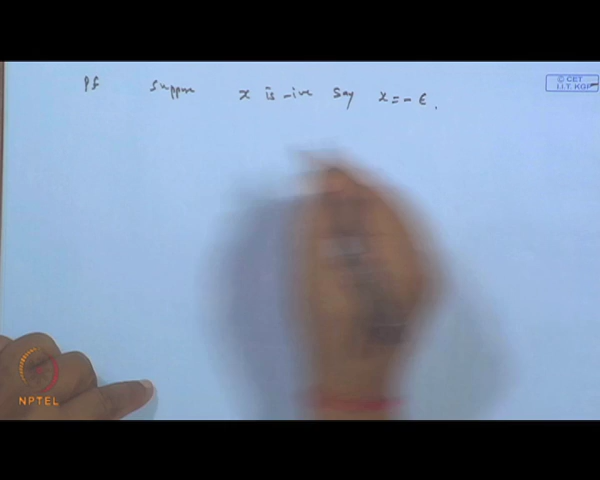 Pf Suppose x is -ive say x = - ε.
© CET
I.I.T. KGP
NPTEL